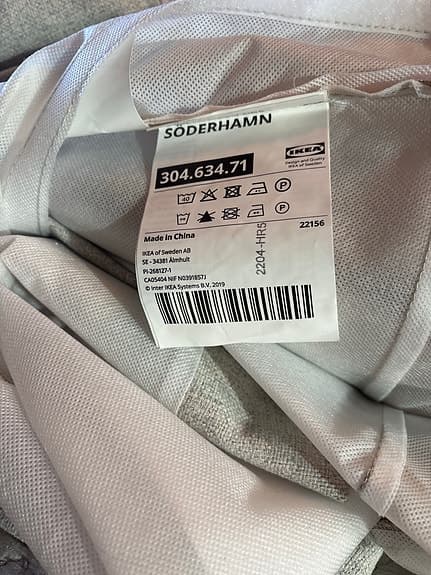 SÖDERHAMN
304.634.71
IKEA
Design and Quality
IKEA of Sweden
40 P
P
Made in China
22156
IKEA of Sweden AB
SE - 34381 Älmhult
PI-268127-1
CA05404 NIF N0391857J
© Inter IKEA Systems B.V. 2019
2204-HR5